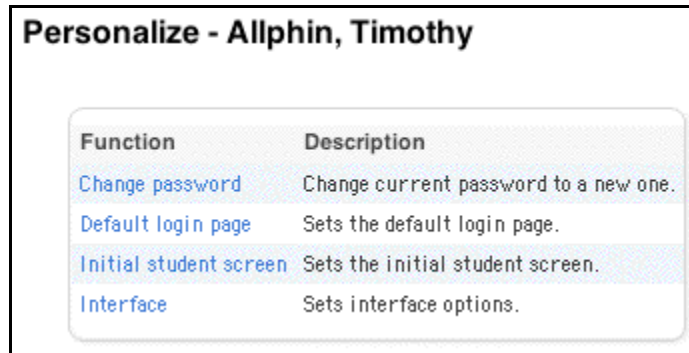 Personalize - Allphin, Timothy
Function Description
Change password Change current password to a new one.
Default login page Sets the default login page.
Initial student screen Sets the initial student screen.
Interface Sets interface options.